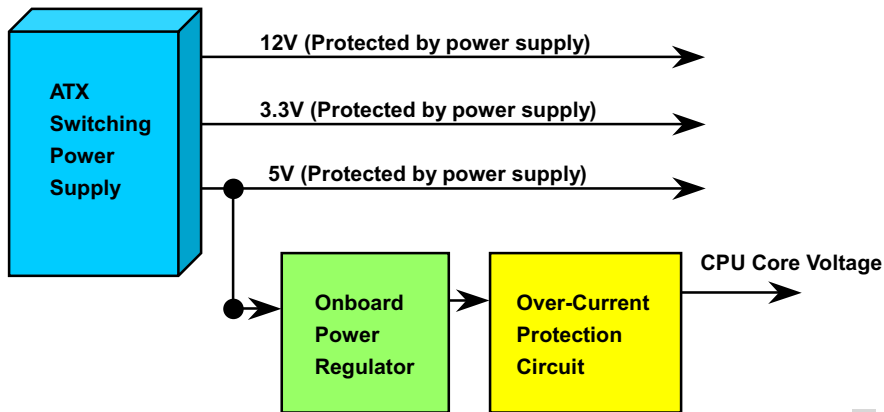 12V (Protected by power supply)
ATX
Switching
Power
Supply
3.3V (Protected by power supply)
5V (Protected by power supply)
CPU Core Voltage
Onboard
Power
Regulator
Over-Current
Protection
Circuit